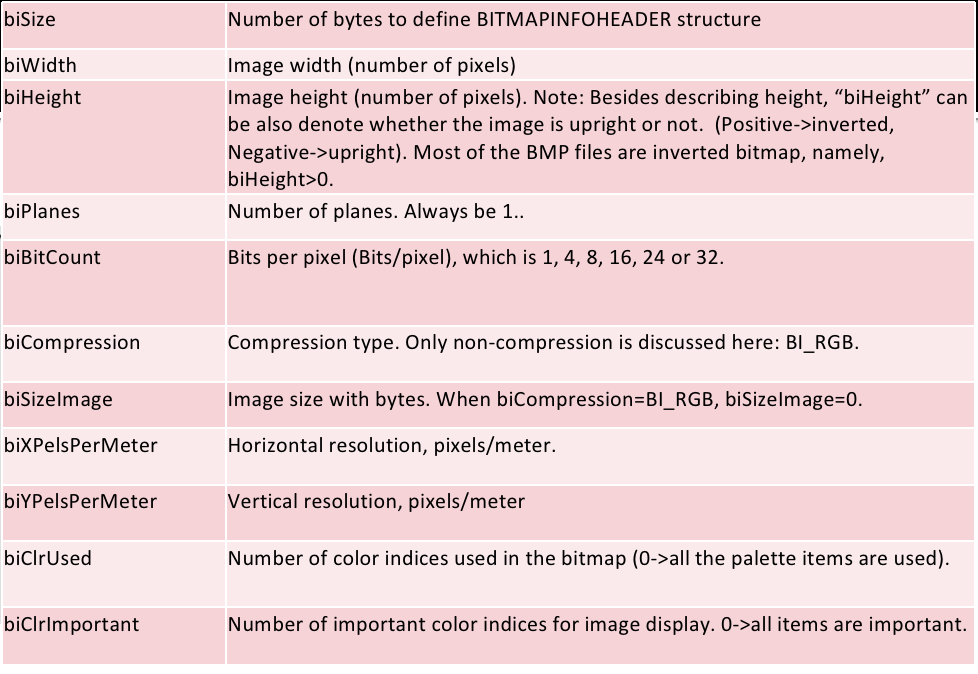 biSize Number of bytes to define BITMAPINFOHEADER structure
biWidth Image width (number of pixels)
biHeight Image height (number of pixels). Note: Besides describing height, “biHeight” can
be also denote whether the image is upright or not.  (Positive->inverted,
Negative->upright). Most of the BMP files are inverted bitmap, namely,
biHeight>0.
biPlanes Number of planes. Always be 1..
biBitCount Bits per pixel (Bits/pixel), which is 1, 4, 8, 16, 24 or 32.
biCompression Compression type. Only non-compression is discussed here: BI_RGB.
biSizeImage Image size with bytes. When biCompression=BI_RGB, biSizeImage=0.
biXPelsPerMeter Horizontal resolution, pixels/meter.
biYPelsPerMeter Vertical resolution, pixels/meter
biClrUsed Number of color indices used in the bitmap (0->all the palette items are used).
biClrImportant Number of important color indices for image display. 0->all items are important.